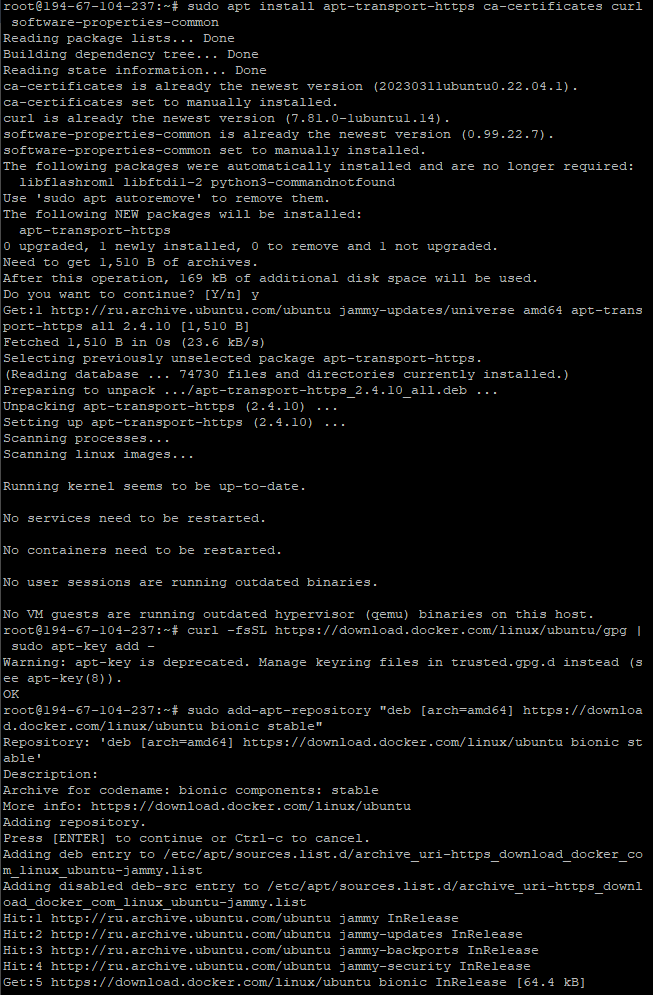 root@194-67-104-237:~# sudo apt install apt-transport-https ca-certificates curl
 software-properties-common
Reading package lists... Done
Building dependency tree... Done
Reading state information... Done
ca-certificates is already the newest version (20230311ubuntu0.22.04.1).
ca-certificates set to manually installed.
curl is already the newest version (7.81.0-1ubuntu1.14).
software-properties-common is already the newest version (0.99.22.7).
software-properties-common set to manually installed.
The following packages were automatically installed and are no longer required:
  libflashrom1 libftdi1-2 python3-commandnotfound
Use 'sudo apt autoremove' to remove them.
The following NEW packages will be installed:
  apt-transport-https
0 upgraded, 1 newly installed, 0 to remove and 1 not upgraded.
Need to get 1,510 B of archives.
After this operation, 169 kB of additional disk space will be used.
Do you want to continue? [Y/n] y
Get:1 http://ru.archive.ubuntu.com/ubuntu jammy-updates/universe amd64 apt-trans
port-https all 2.4.10 [1,510 B]
Fetched 1,510 B in 0s (23.6 kB/s)
Selecting previously unselected package apt-transport-https.
(Reading database ... 74730 files and directories currently installed.)
Preparing to unpack .../apt-transport-https_2.4.10_all.deb ...
Unpacking apt-transport-https (2.4.10) ...
Setting up apt-transport-https (2.4.10) ...
Scanning processes...
Scanning linux images...

Running kernel seems to be up-to-date.

No services need to be restarted.

No containers need to be restarted.

No user sessions are running outdated binaries.

No VM guests are running outdated hypervisor (qemu) binaries on this host.
root@194-67-104-237:~# curl -fsSL https://download.docker.com/linux/ubuntu/gpg |
 sudo apt-key add -
Warning: apt-key is deprecated. Manage keyring files in trusted.gpg.d instead (s
ee apt-key(8)).
OK
root@194-67-104-237:~# sudo add-apt-repository "deb [arch=amd64] https://downloa
d.docker.com/linux/ubuntu bionic stable"
Repository: 'deb [arch=amd64] https://download.docker.com/linux/ubuntu bionic st
able'
Description:
Archive for codename: bionic components: stable
More info: https://download.docker.com/linux/ubuntu
Adding repository.
Press [ENTER] to continue or Ctrl-c to cancel.
Adding deb entry to /etc/apt/sources.list.d/archive_uri-https_download_docker_co
m_linux_ubuntu-jammy.list
Adding disabled deb-src entry to /etc/apt/sources.list.d/archive_uri-https_downl
oad_docker_com_linux_ubuntu-jammy.list
Hit:1 http://ru.archive.ubuntu.com/ubuntu jammy InRelease
Hit:2 http://ru.archive.ubuntu.com/ubuntu jammy-updates InRelease
Hit:3 http://ru.archive.ubuntu.com/ubuntu jammy-backports InRelease
Hit:4 http://ru.archive.ubuntu.com/ubuntu jammy-security InRelease
Get:5 https://download.docker.com/linux/ubuntu bionic InRelease [64.4 kB]